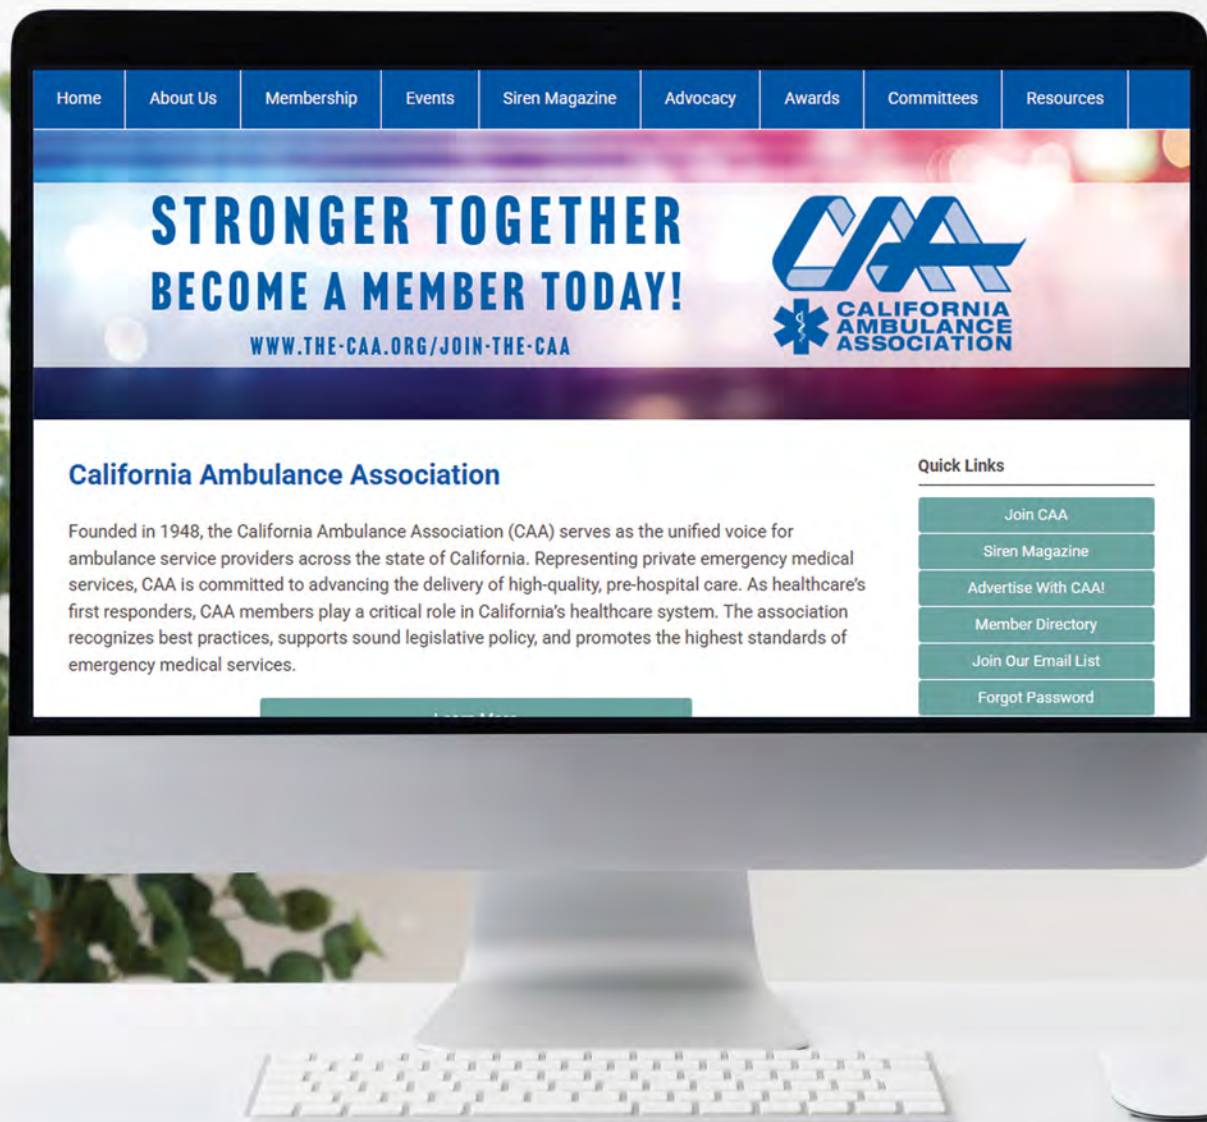 Home About Us Membership Events Siren Magazine Advocacy Awards Committees Resources
STRONGER TOGETHER
BECOME A MEMBER TODAY!
WWW.THE-CAA.ORG/JOIN-THE-CAA
CAA
CALIFORNIA
AMBULANCE
ASSOCIATION
California Ambulance Association
Founded in 1948, the California Ambulance Association (CAA) serves as the unified voice for
ambulance service providers across the state of California. Representing private emergency medical
services, CAA is committed to advancing the delivery of high-quality, pre-hospital care. As healthcare's
first responders, CAA members play a critical role in California's healthcare system. The association
recognizes best practices, supports sound legislative policy, and promotes the highest standards of
emergency medical services.
Quick Links
Join CAA
Siren Magazine
Advertise With CAA!
Member Directory
Join Our Email List
Forgot Password